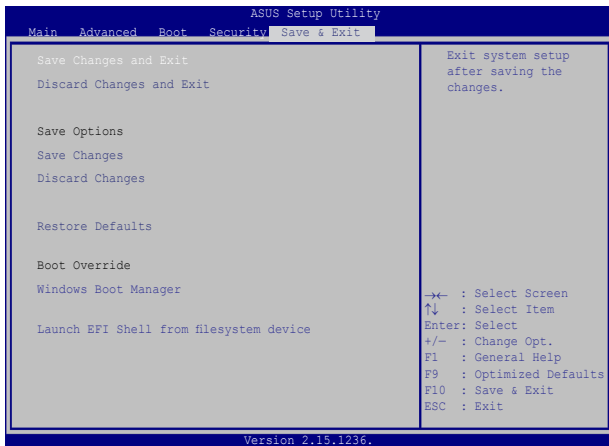 ASUS Setup Utility
Main Advanced Boot Security Save & Exit
Save Changes and Exit
Discard Changes and Exit
Save Options
Save Changes
Discard Changes
Restore Defaults
Boot Override
Windows Boot Manager
Launch EFI Shell from filesystem device
Exit system setup
after saving the
changes.
→← : Select Screen
↑↓ : Select Item
Enter: Select
+/— : Change Opt.
F1 : General Help
F9 : Optimized Defaults
F10 : Save & Exit
ESC : Exit
Version 2.15.1236.